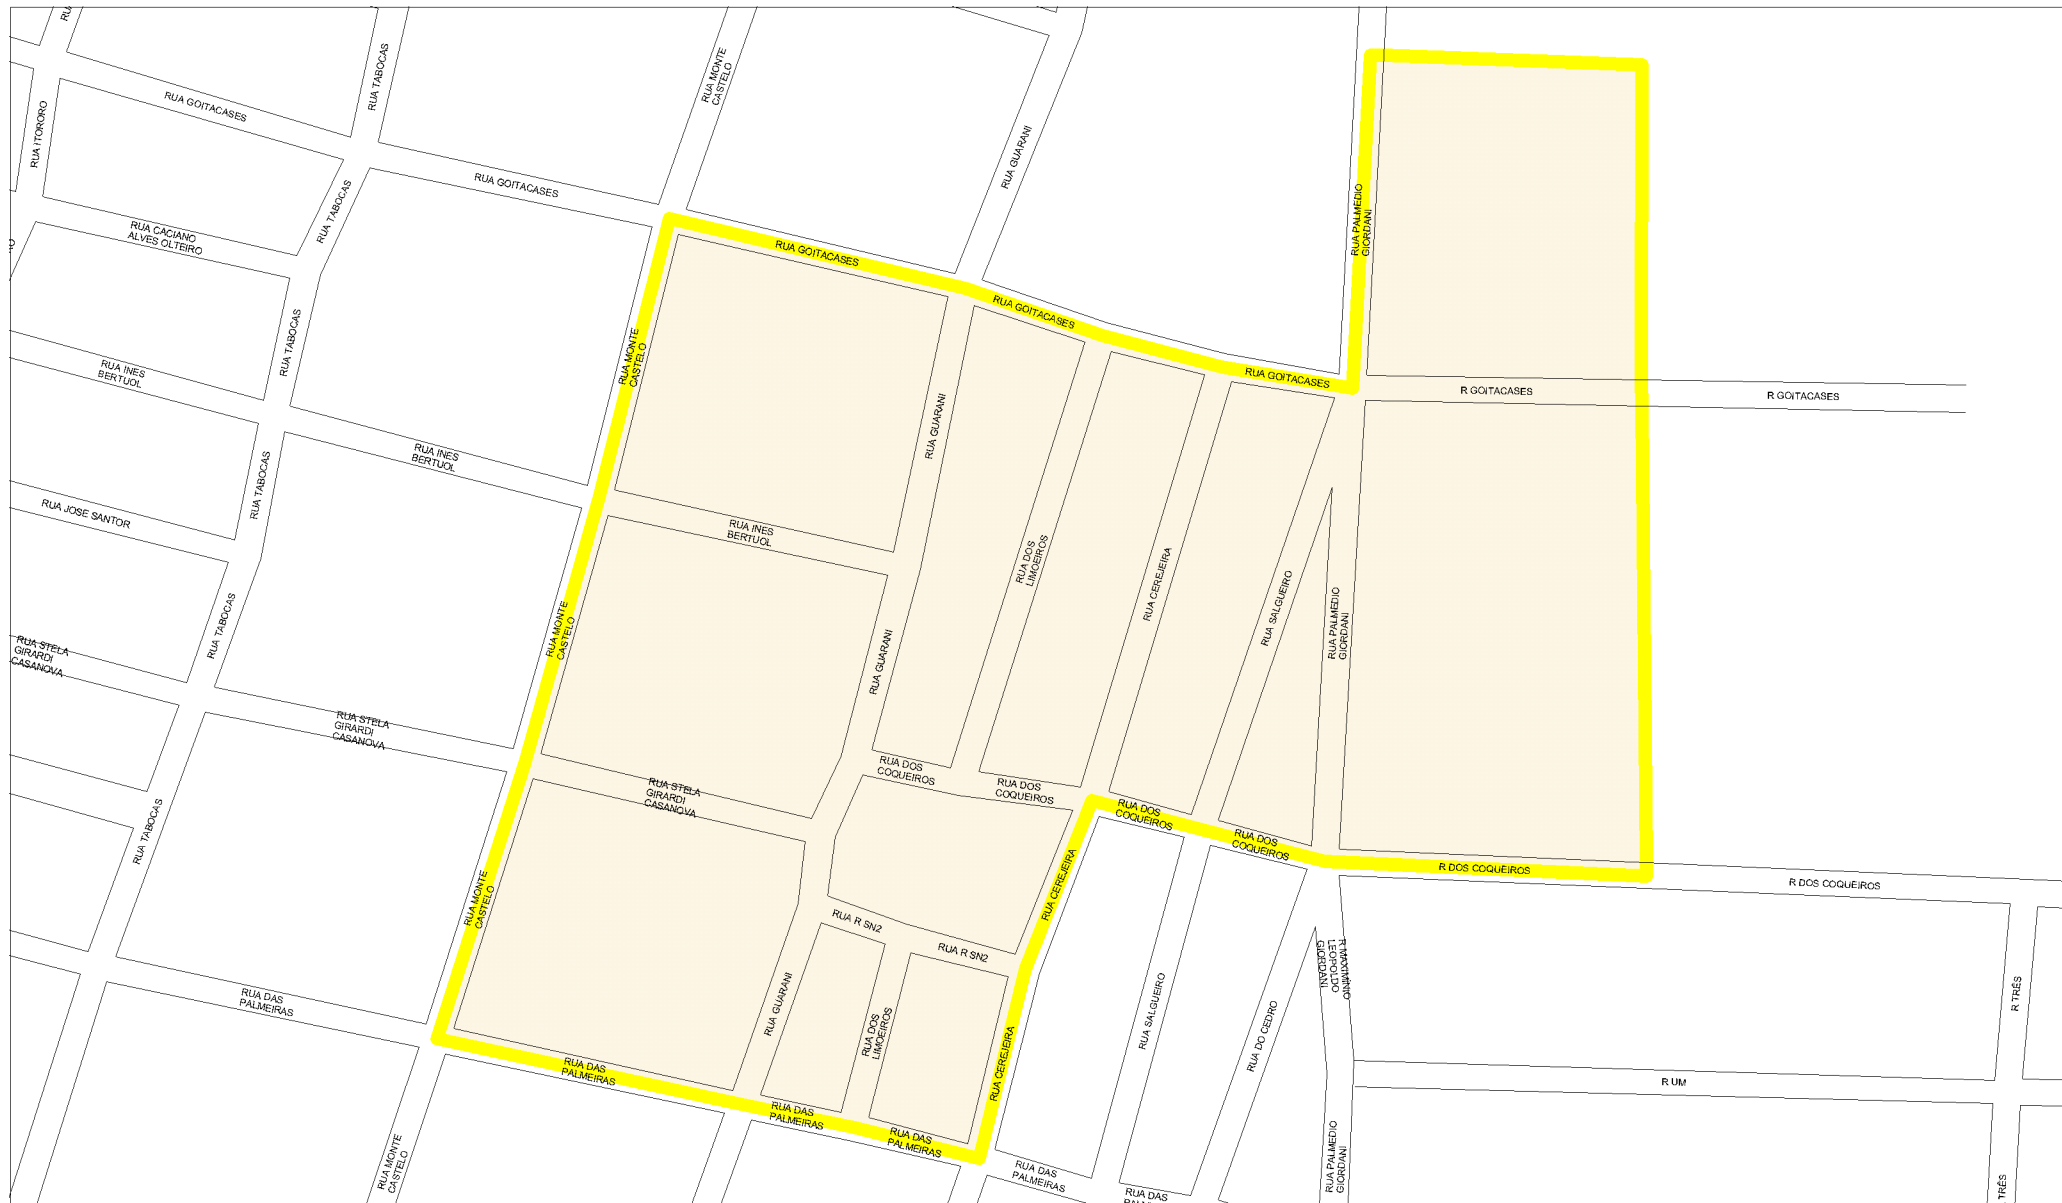 RUA TABOCAS
RUA MONTE
CASTELO
RUA GOITACASES
RUA ITORORO
RUA GUARANI
RUA GOITACASES
RUA TABOCAS
RUA CACIANO
ALVES OLTEIRO
RUA PALMEDIO
GIORDANI
RUA GOITACASES
RUA GOITACASES
RUA TABOCAS
RUA MONTE
CASTELO
RUA INES
BERTUOL
RUA GOITACASES
R GOITACASES
R GOITACASES
RUA GUARANI
RUA INES
BERTUOL
RUA TABOCAS
RUA JOSE SANTOR
RUA INES
BERTUOL
RUA DOS
LIMOEIROS
RUA CEREJEIRA
RUA SALGUEIRO
RUA PALMEDIO
GIORDANI
RUA TABOCAS
RUA MONTE
CASTELO
RUA STELA
GIRARDI
CASANOVA
RUA GUARANI
RUA STELA
GIRARDI
CASANOVA
RUA DOS
COQUEIROS
RUA STELA
GIRARDI
CASANOVA
RUA DOS
COQUEIROS
RUA DOS
COQUEIROS
RUA TABOCAS
RUA DOS
COQUEIROS
R DOS COQUEIROS
R DOS COQUEIROS
RUA MONTE
CASTELO
RUA CEREJEIRA
RUA R SN2
RUA R SN2
R MAXIMINIO
LEOPOLDO
GIORDANI
RUA DAS
PALMEIRAS
RUA GUARANI
RUA DOS
LIMOEIROS
RUA SALGUEIRO
RUA DO CEDRO
R TRÊS
RUA CEREJEIRA
RUA DAS
PALMEIRAS
R UM
RUA DAS
PALMEIRAS
RUA DAS
PALMEIRAS
RUA MONTE
CASTELO
RUA DAS
PALMEIRAS
RUA PALMEDIO
GIORDANI
RUA DAS
TRÊS